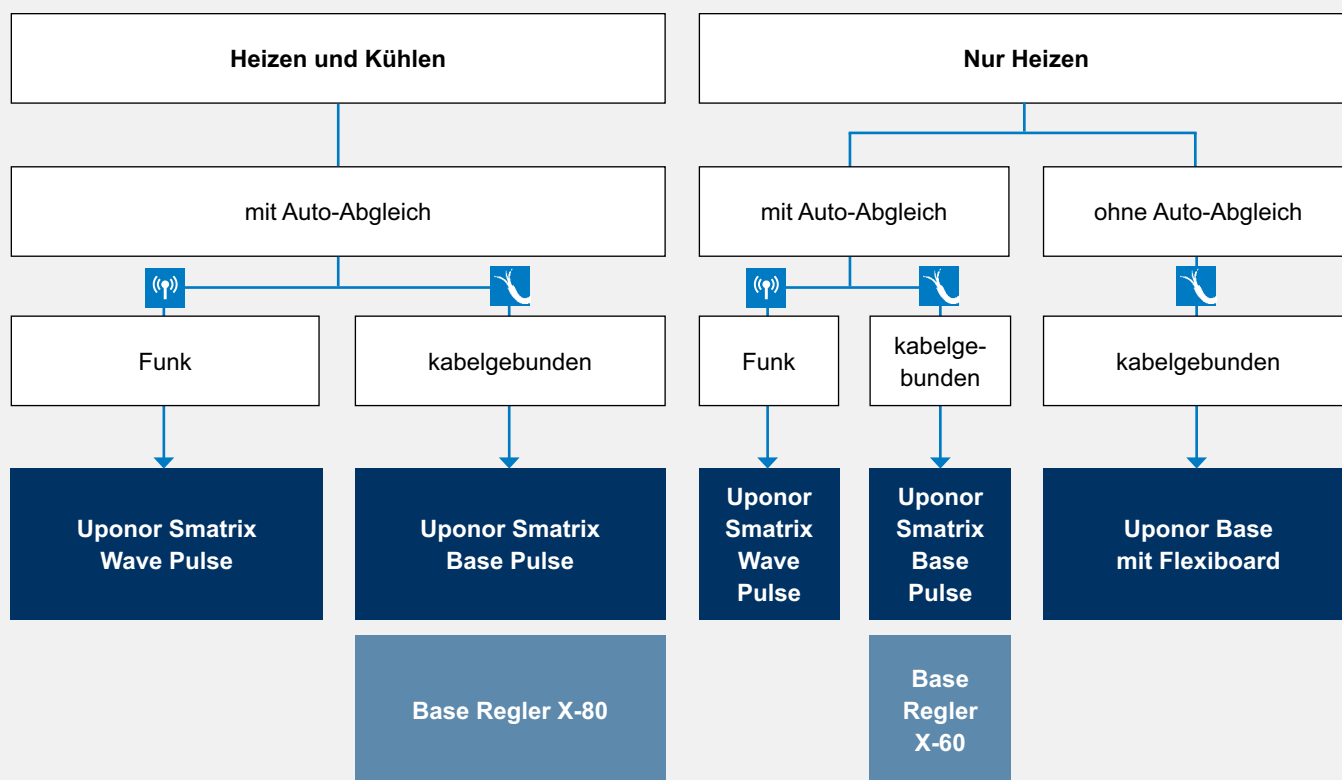 Heizen und Kühlen
Nur Heizen
mit Auto-Abgleich
mit Auto-Abgleich
ohne Auto-Abgleich
Funk
kabelgebunden
Funk
kabelge-
bunden
kabelgebunden
Uponor Smatrix
Wave Pulse
Uponor Smatrix
Base Pulse
Uponor
Smatrix
Wave
Pulse
Uponor
Smatrix
Base
Pulse
Uponor Base
mit Flexiboard
Base Regler X-80
Base
Regler
X-60